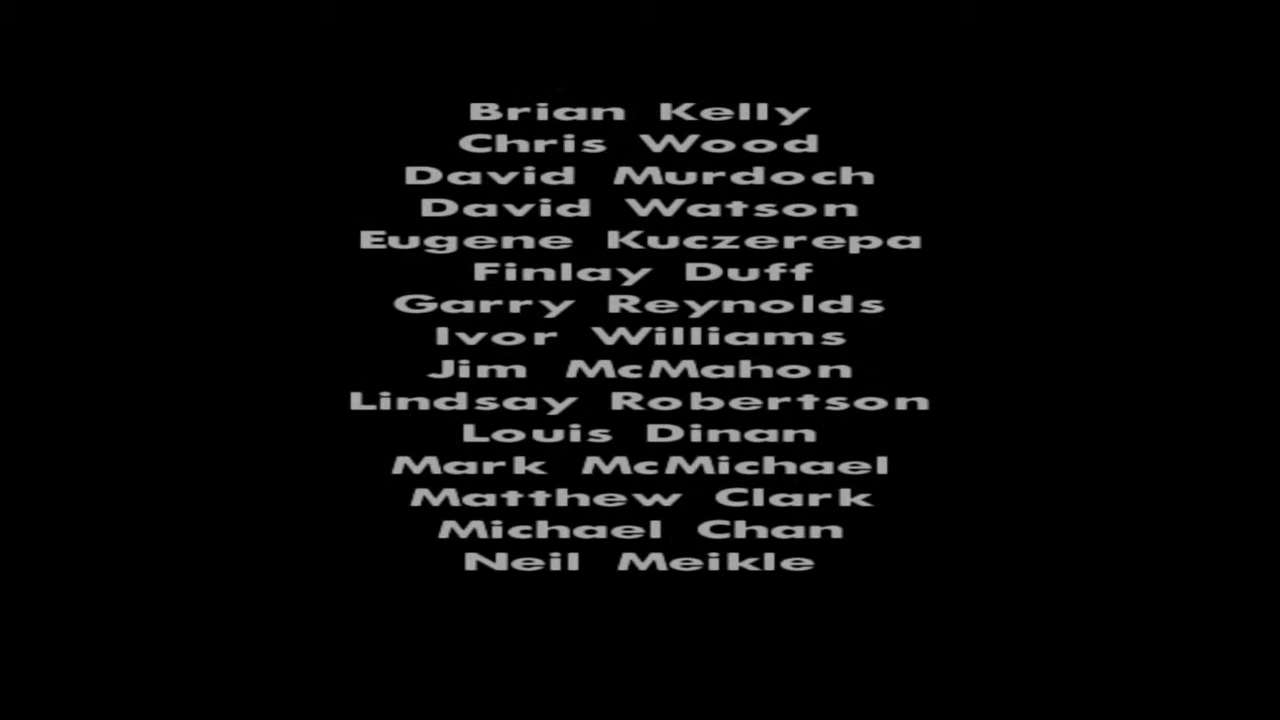 Brian Kelly
Chris Wood
David Murdoch
David Watson
Eugene Kuczerepa
Finlay Duff
Garry Reynolds
Ivor Williams
Jim McMahon
Lindsay Robertson
Louis Dinan
Mark McMichael
Matthew Clark
Michael Chan
Neil Meikle